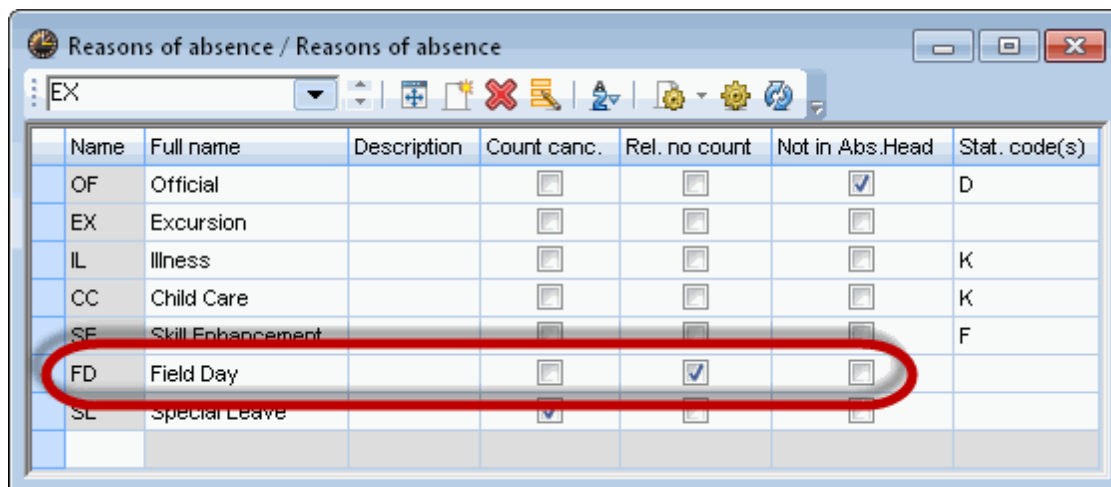 Reasons of absence / Reasons of absence
EX
Name Full name Description Count canc. Rel. no count Not in Abs.Head Stat. code(s)
OF Official D
EX Excursion
IL Illness K
CC Child Care K
SE Skill Enhancement F
FD Field Day
SL Special Leave